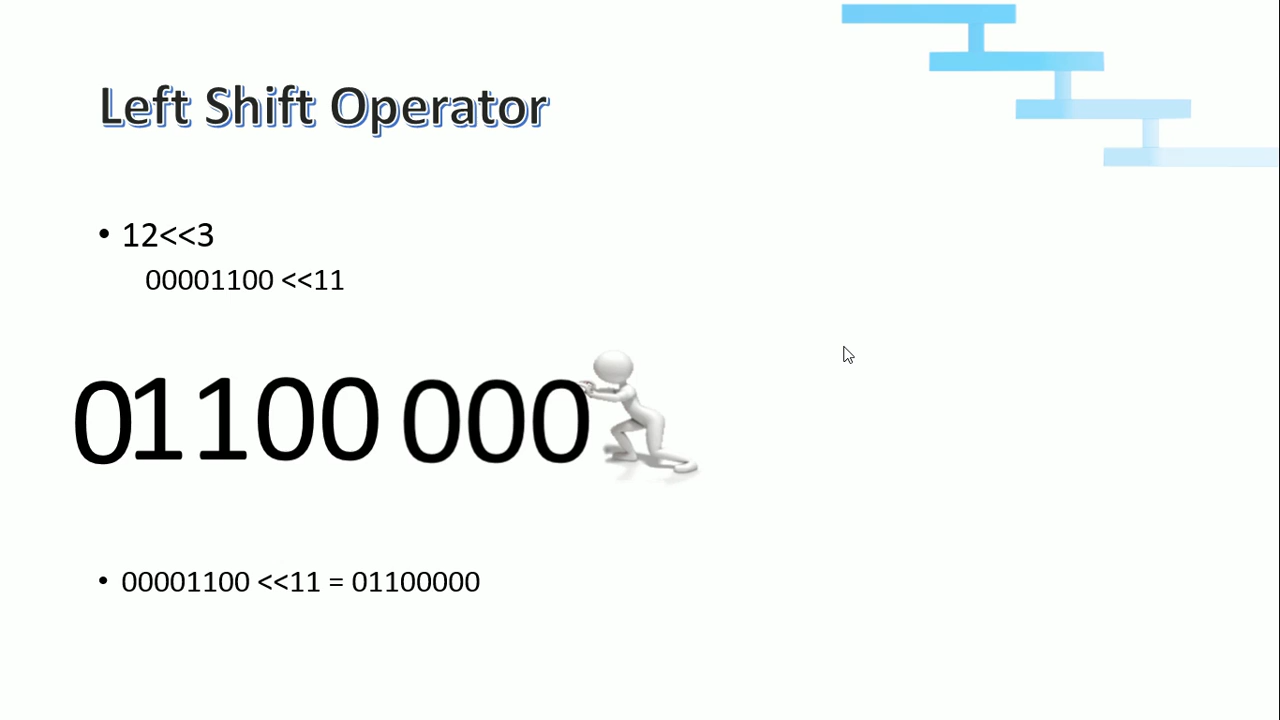 Left Shift Operator
• 12<<3
00001100 <<11
01100 000
• 00001100 <<11 = 01100000